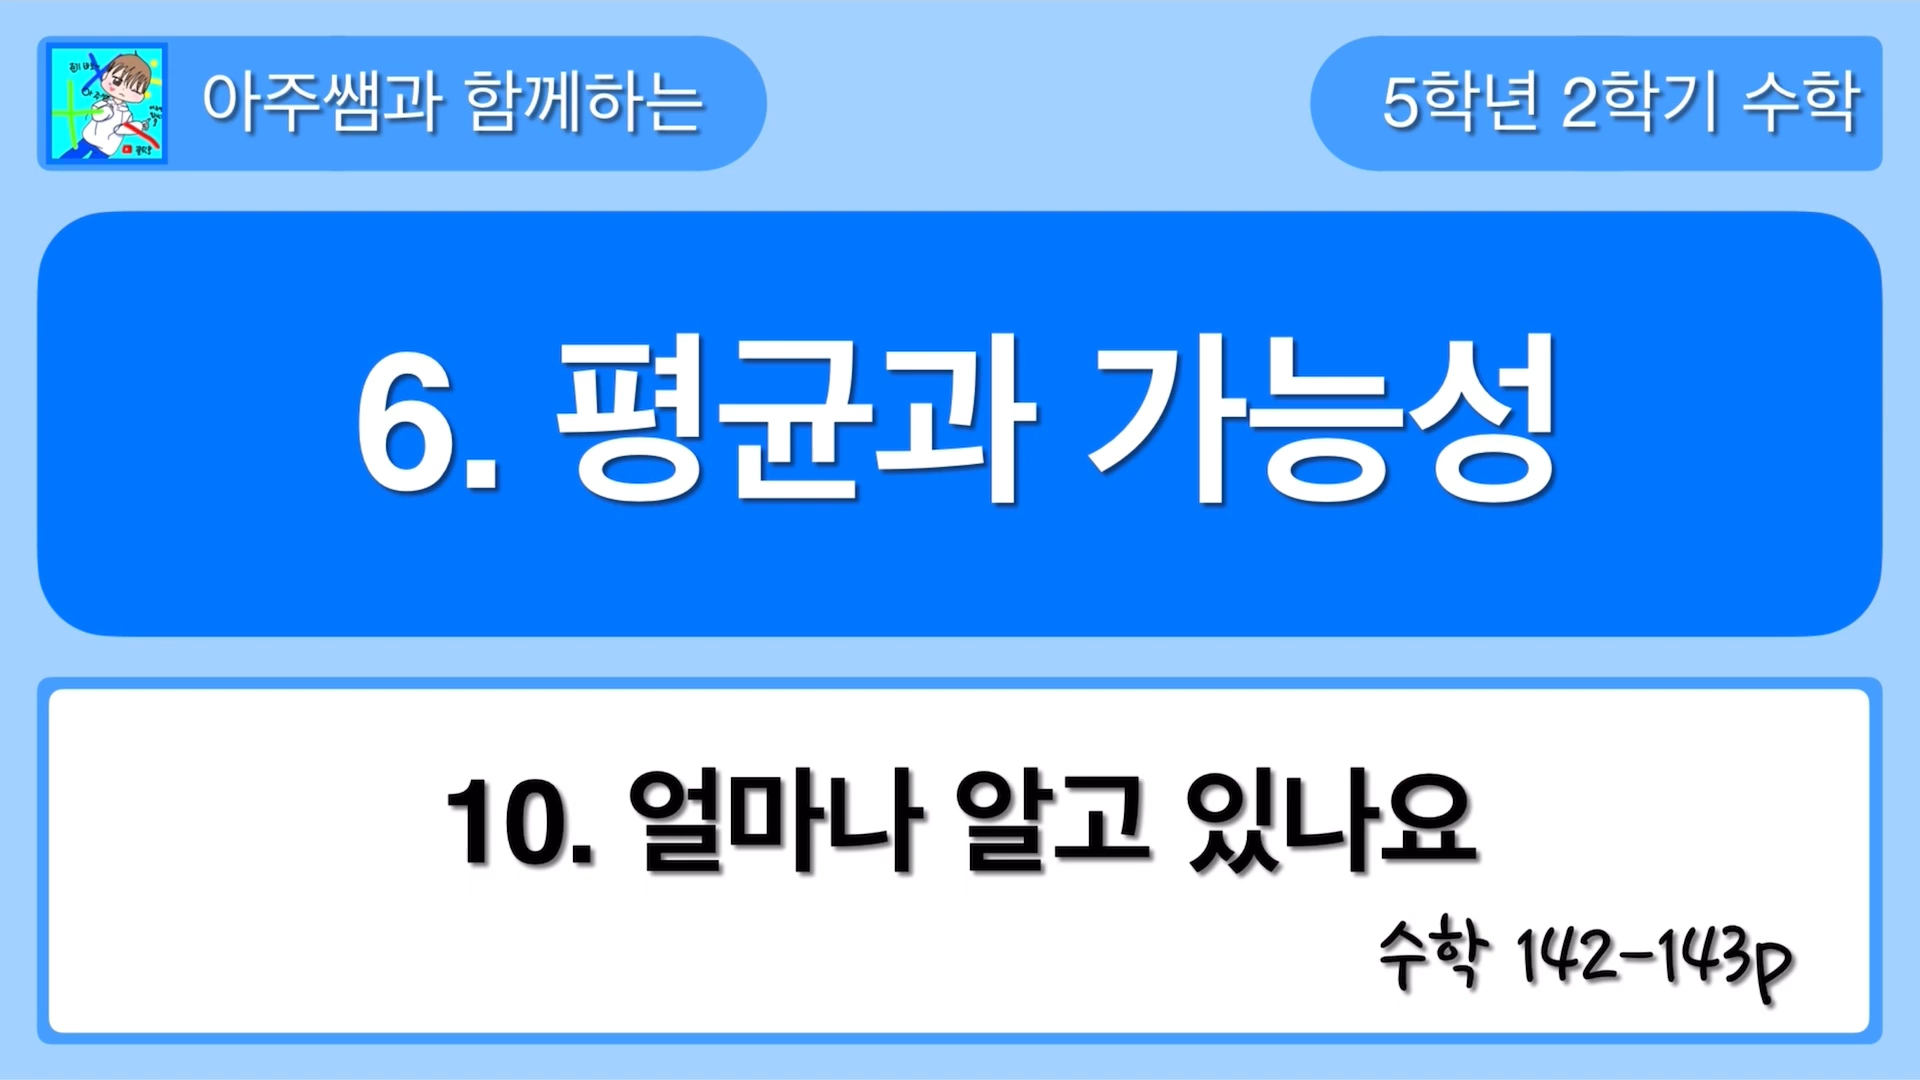 아주쌤과 함께하는
5학년 2학기 수학
6. 평균과 가능성
10. 얼마나 알고 있나요
수학 142-143p